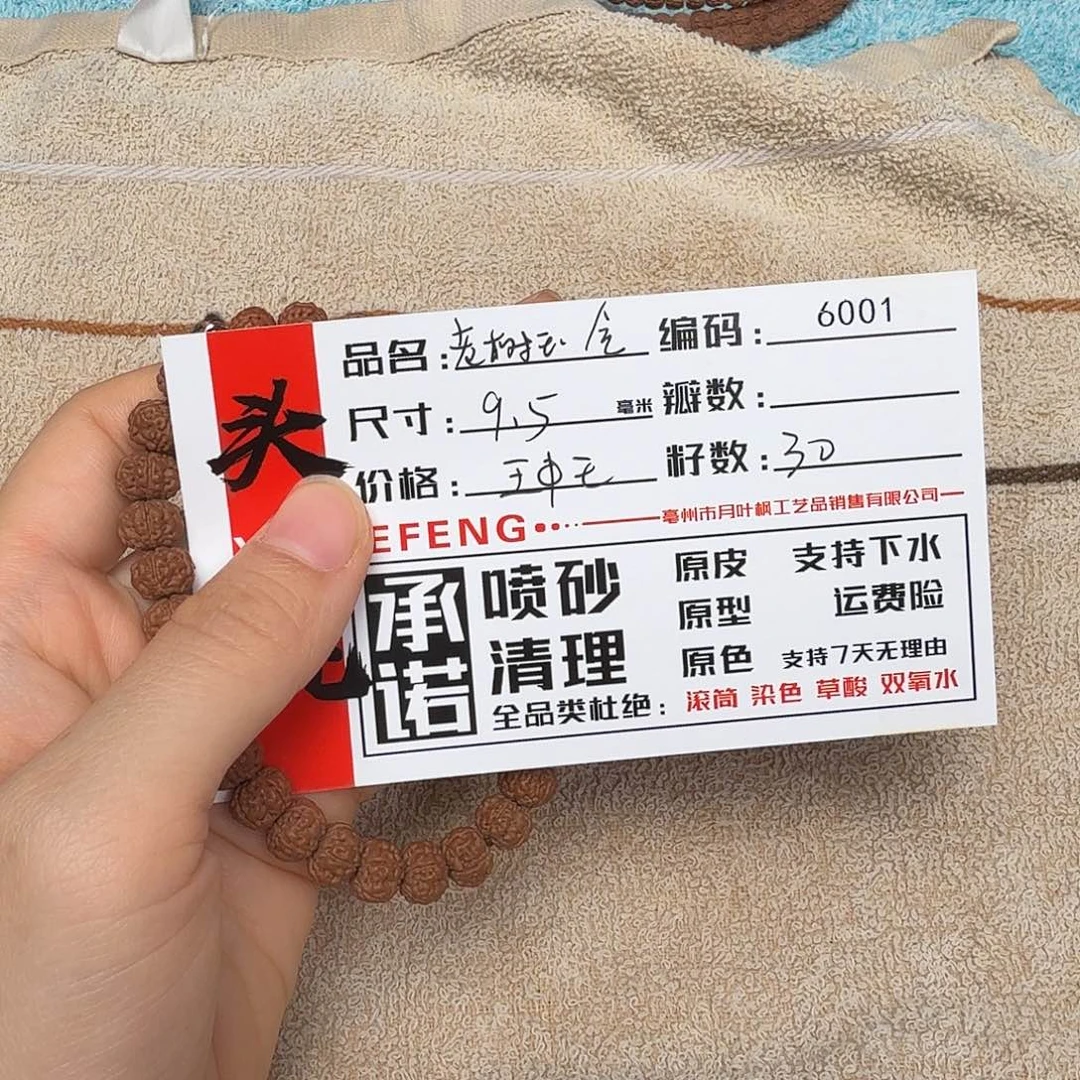 头
品名:老树玉金 编码:6001
尺寸:9.5 毫米 瓣数:
价格: 籽数:30
EFENG 亳州市月叶枫工艺品销售有限公司
承诺
喷砂 清理
原皮 支持下水
原型 运费险
原色 支持7天无理由
全品类杜绝:滚筒 染色 草酸 双氧水